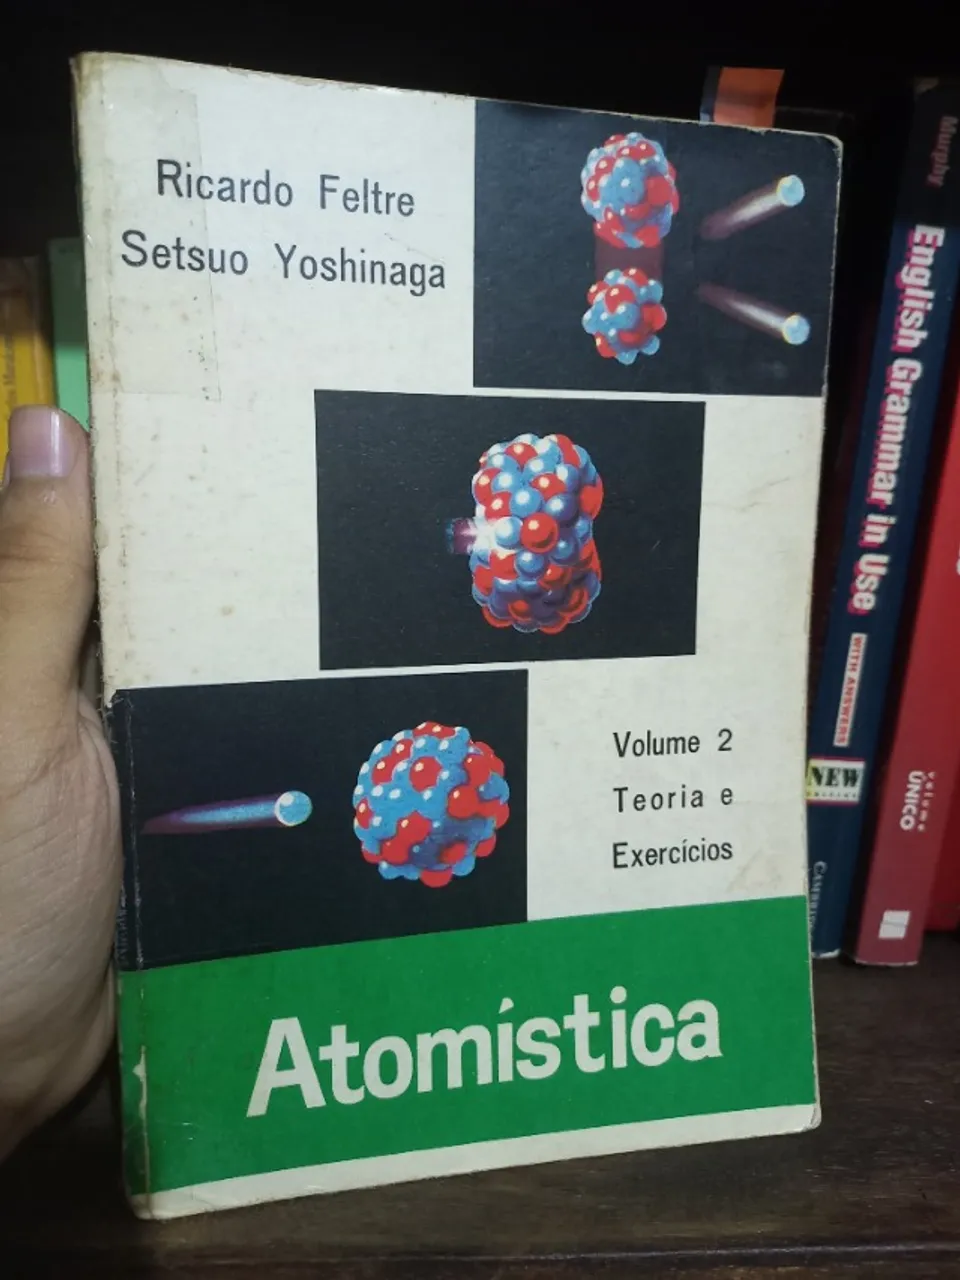 Ricardo Feltre
Setsuo Yoshinaga
Volume 2
Teoria e
Exercícios
Atomística
Murphy
English Grammar in Use
WITH ANSWERS
NEW
volume
ÚNICO